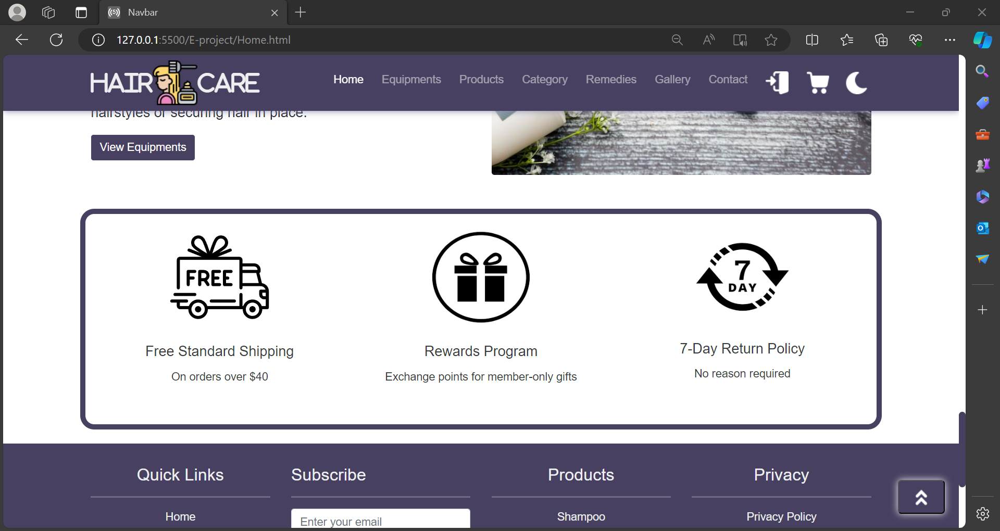 Navbar
127.0.0.1:5500/E-project/Home.html
HAIR CARE
Home Equipments Products Category Remedies Gallery Contact
hairstyles or securing hair in place.
View Equipments
FREE
7
DAY
Free Standard Shipping
On orders over $40
Rewards Program
Exchange points for member-only gifts
7-Day Return Policy
No reason required
Quick Links
Home
Subscribe
Enter your email
Products
Shampoo
Privacy
Privacy Policy